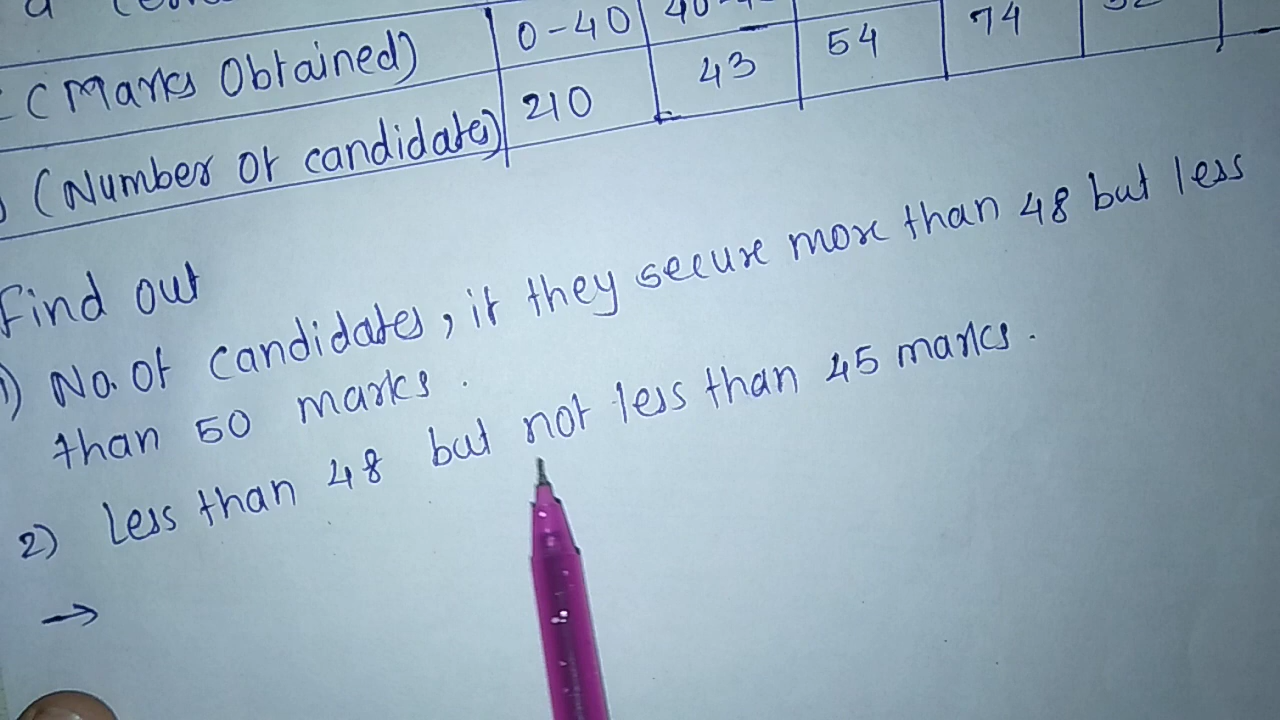 (Marks Obtained) 0-40
(Number of candidates) 210 43 54 74
Find out
1) No. of candidates, if they secure more than 48 but less
than 50 marks.
2) Less than 48 but not less than 45 marks.
→